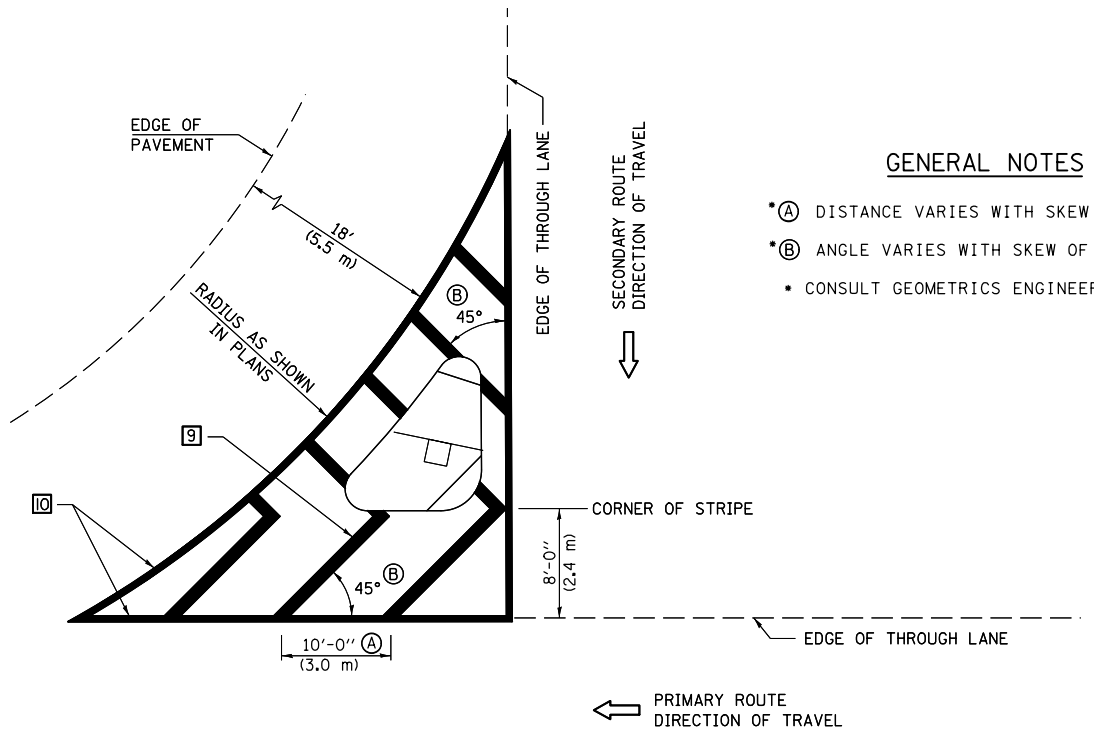 EDGE OF
PAVEMENT
18'
(5.5 m)
RADIUS AS SHOWN
IN PLANS
EDGE OF THROUGH LANE
SECONDARY ROUTE
DIRECTION OF TRAVEL
GENERAL NOTES
*Ⓐ DISTANCE VARIES WITH SKEW
*Ⓑ ANGLE VARIES WITH SKEW OF
* CONSULT GEOMETRICS ENGINEER
Ⓑ
45°
9
10
CORNER OF STRIPE
8'-0''
(2.4 m)
45° Ⓑ
10'-0'' Ⓐ
(3.0 m)
EDGE OF THROUGH LANE
PRIMARY ROUTE
DIRECTION OF TRAVEL